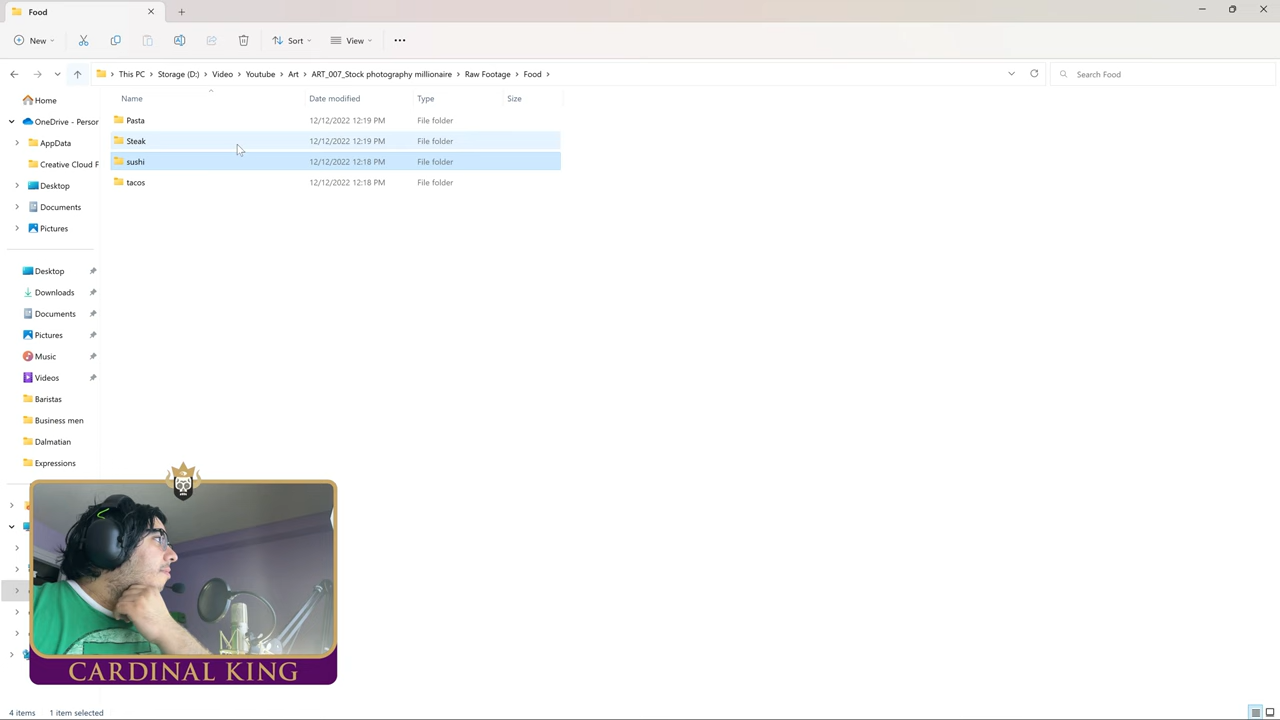 Food
New
Sort
View
This PC > Storage (D:) > Video > Youtube > Art > ART_007_Stock photography millionaire > Raw Footage > Food >
Search Food
Name Date modified Type Size
Pasta 12/12/2022 12:19 PM File folder
Steak 12/12/2022 12:19 PM File folder
sushi 12/12/2022 12:18 PM File folder
tacos 12/12/2022 12:18 PM File folder
Home
OneDrive - Person
AppData
Creative Cloud F
Desktop
Documents
Pictures
Desktop
Downloads
Documents
Pictures
Music
Videos
Baristas
Business men
Dalmatian
Expressions
CARDINAL KING
4 items 1 item selected